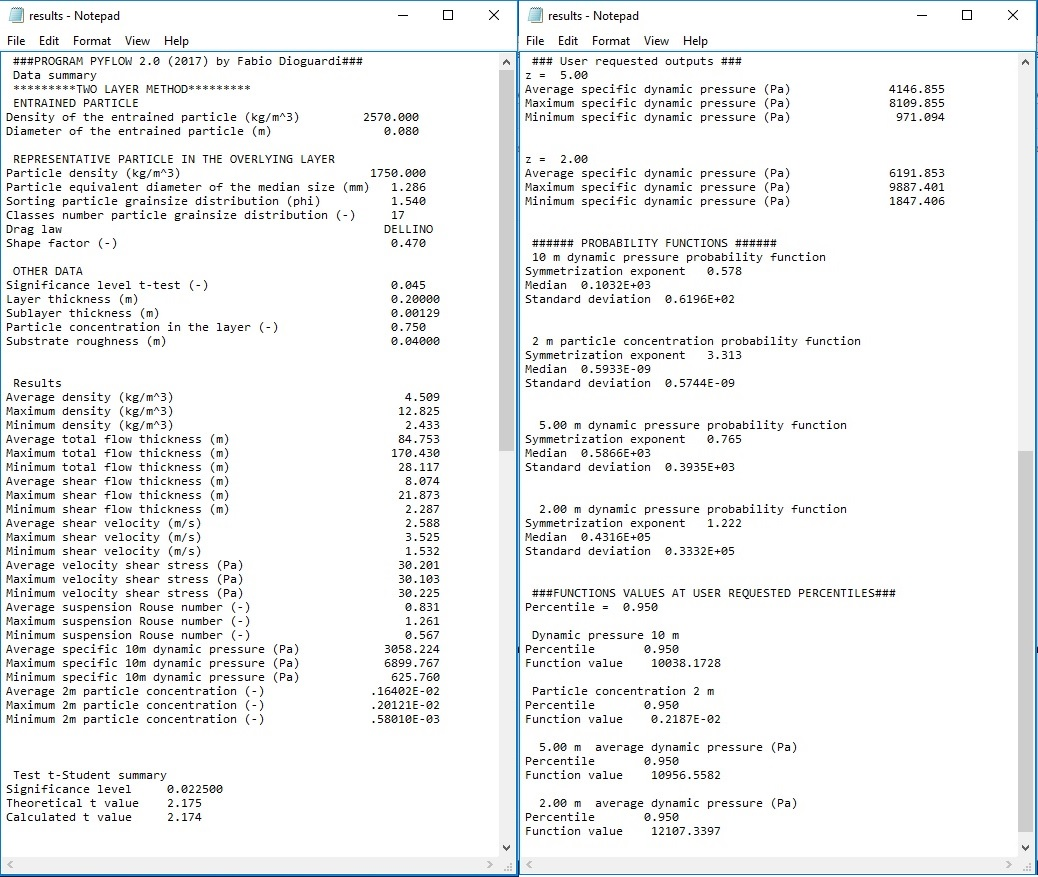 results - Notepad
File Edit Format View Help
###PROGRAM PYFLOW 2.0 (2017) by Fabio Dioguardi###
Data summary
*********TWO LAYER METHOD*********
ENTRAINED PARTICLE
Density of the entrained particle (kg/m^3) 2570.000
Diameter of the entrained particle (m) 0.080
REPRESENTATIVE PARTICLE IN THE OVERLYING LAYER
Particle density (kg/m^3) 1750.000
Particle equivalent diameter of the median size (mm) 1.286
Sorting particle grainsize distribution (phi) 1.540
Classes number particle grainsize distribution (-) 17
Drag law DELLINO
Shape factor (-) 0.470
OTHER DATA
Significance level t-test (-) 0.045
Layer thickness (m) 0.20000
Sublayer thickness (m) 0.00129
Particle concentration in the layer (-) 0.750
Substrate roughness (m) 0.04000
Results
Average density (kg/m^3) 4.509
Maximum density (kg/m^3) 12.825
Minimum density (kg/m^3) 2.433
Average total flow thickness (m) 84.753
Maximum total flow thickness (m) 170.430
Minimum total flow thickness (m) 28.117
Average shear flow thickness (m) 8.074
Maximum shear flow thickness (m) 21.873
Minimum shear flow thickness (m) 2.287
Average shear velocity (m/s) 2.588
Maximum shear velocity (m/s) 3.525
Minimum shear velocity (m/s) 1.532
Average velocity shear stress (Pa) 30.201
Maximum velocity shear stress (Pa) 30.103
Minimum velocity shear stress (Pa) 30.225
Average suspension Rouse number (-) 0.831
Maximum suspension Rouse number (-) 1.261
Minimum suspension Rouse number (-) 0.567
Average specific 10m dynamic pressure (Pa) 3058.224
Maximum specific 10m dynamic pressure (Pa) 6899.767
Minimum specific 10m dynamic pressure (Pa) 625.760
Average 2m particle concentration (-) .16402E-02
Maximum 2m particle concentration (-) .20121E-02
Minimum 2m particle concentration (-) .58010E-03
Test t-Student summary
Significance level 0.022500
Theoretical t value 2.175
Calculated t value 2.174
results - Notepad
File Edit Format View Help
### User requested outputs ###
z = 5.00
Average specific dynamic pressure (Pa) 4146.855
Maximum specific dynamic pressure (Pa) 8109.855
Minimum specific dynamic pressure (Pa) 971.094
z = 2.00
Average specific dynamic pressure (Pa) 6191.853
Maximum specific dynamic pressure (Pa) 9887.401
Minimum specific dynamic pressure (Pa) 1847.406
###### PROBABILITY FUNCTIONS ######
10 m dynamic pressure probability function
Symmetrization exponent 0.578
Median 0.1032E+03
Standard deviation 0.6196E+02
2 m particle concentration probability function
Symmetrization exponent 3.313
Median 0.5933E-09
Standard deviation 0.5744E-09
5.00 m dynamic pressure probability function
Symmetrization exponent 0.765
Median 0.5866E+03
Standard deviation 0.3935E+03
2.00 m dynamic pressure probability function
Symmetrization exponent 1.222
Median 0.4316E+05
Standard deviation 0.3332E+05
###FUNCTIONS VALUES AT USER REQUESTED PERCENTILES###
Percentile = 0.950
Dynamic pressure 10 m
Percentile 0.950
Function value 10038.1728
Particle concentration 2 m
Percentile 0.950
Function value 0.2187E-02
5.00 m average dynamic pressure (Pa)
Percentile 0.950
Function value 10956.5582
2.00 m average dynamic pressure (Pa)
Percentile 0.950
Function value 12107.3397